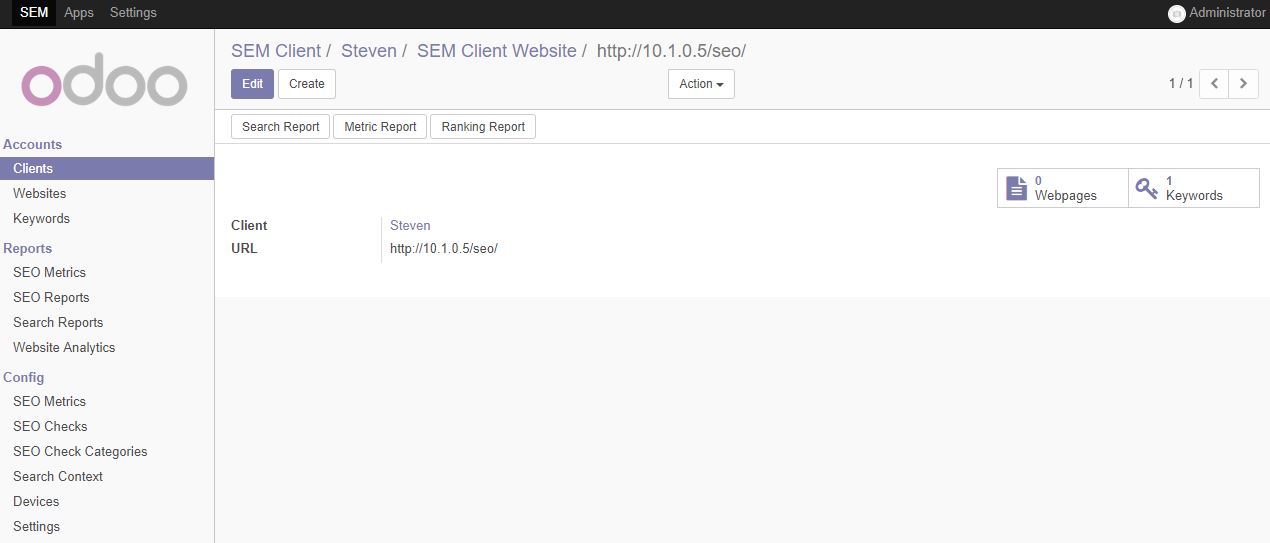 SEM Apps Settings Administrator
odoo
Accounts
Clients
Websites
Keywords
Reports
SEO Metrics
SEO Reports
Search Reports
Website Analytics
Config
SEO Metrics
SEO Checks
SEO Check Categories
Search Context
Devices
Settings
SEM Client / Steven / SEM Client Website / http://10.1.0.5/seo/
Edit Create Action 1 / 1
Search Report Metric Report Ranking Report
0 Webpages 1 Keywords
Client Steven
URL http://10.1.0.5/seo/